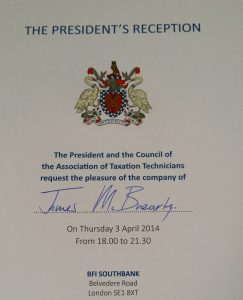 THE PRESIDENT'S RECEPTION
The President and the Council of
the Association of Taxation Technicians
request the pleasure of the company of
James M.
On Thursday 3 April 2014
From 18.00 to 21.30
BFI SOUTHBANK
Belvedere Road
London SE1 8XT